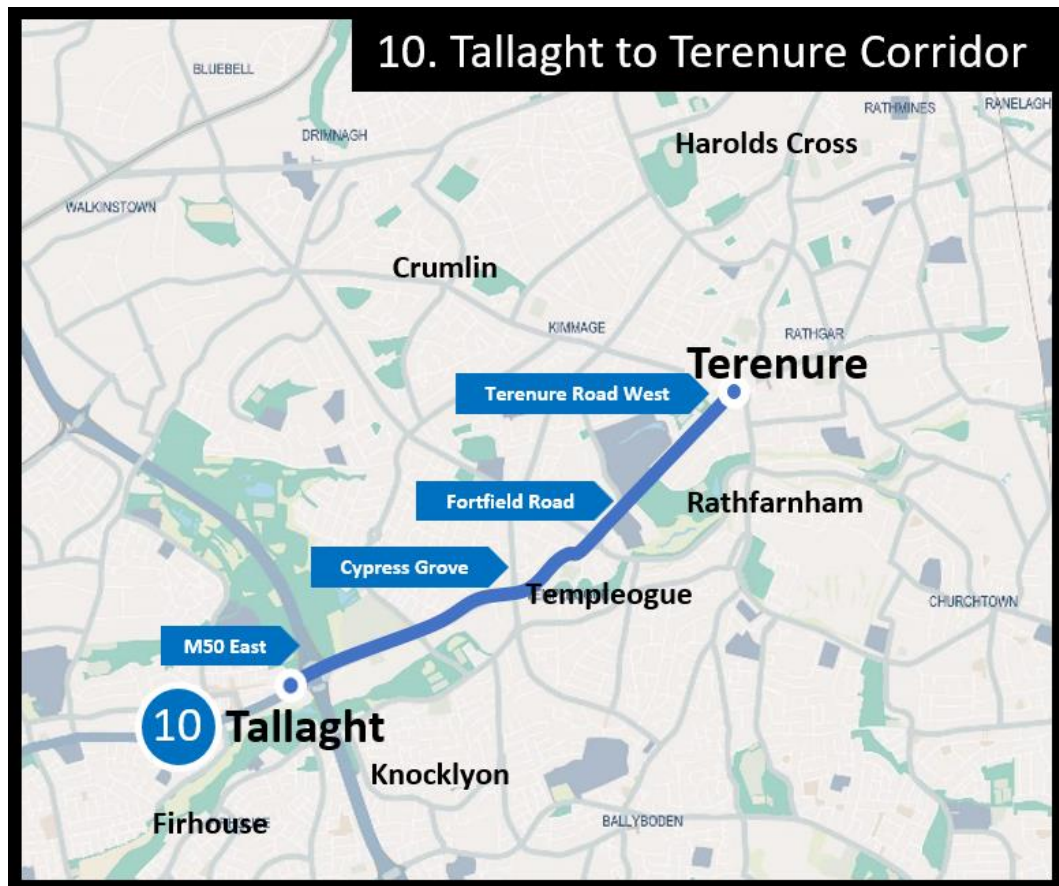 10. Tallaght to Terenure Corridor
BLUEBELL
RATHMINES
RANELAGH
DRIMNAGH
Harolds Cross
WALKINSTOWN
Crumlin
KIMMAGE
RATHGAR
Terenure
Terenure Road West
Fortfield Road
Rathfarnham
Cypress Grove
Templeogue
CHURCHTOWN
M50 East
10
Tallaght
Knocklyon
Firhouse
BALLYBODEN